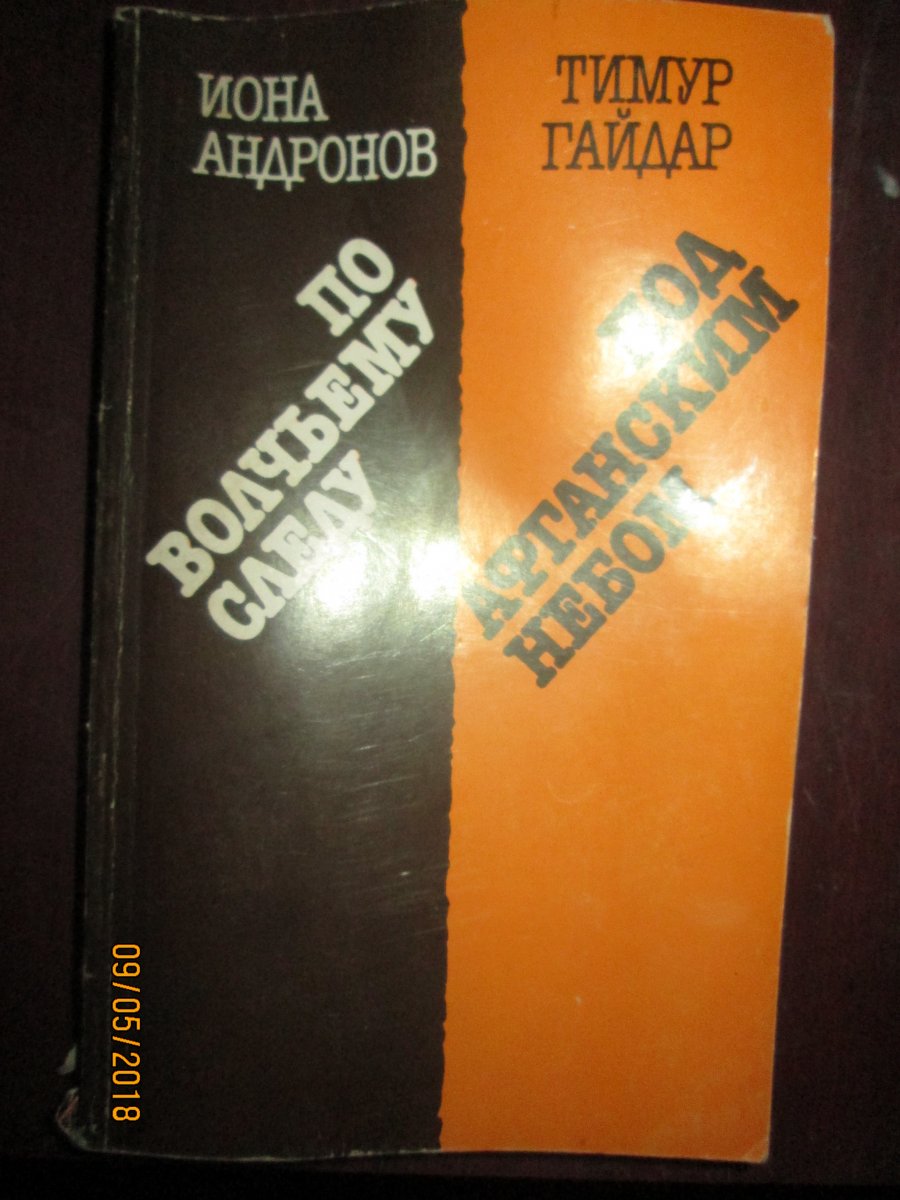 ИОНА
АНДРОНОВ
ПО
ВОЛЧЬЕМУ
СЛЕДУ
ТИМУР
ГАЙДАР
ПОД
АФГАНСКИМ
НЕБОМ
09/05/2018